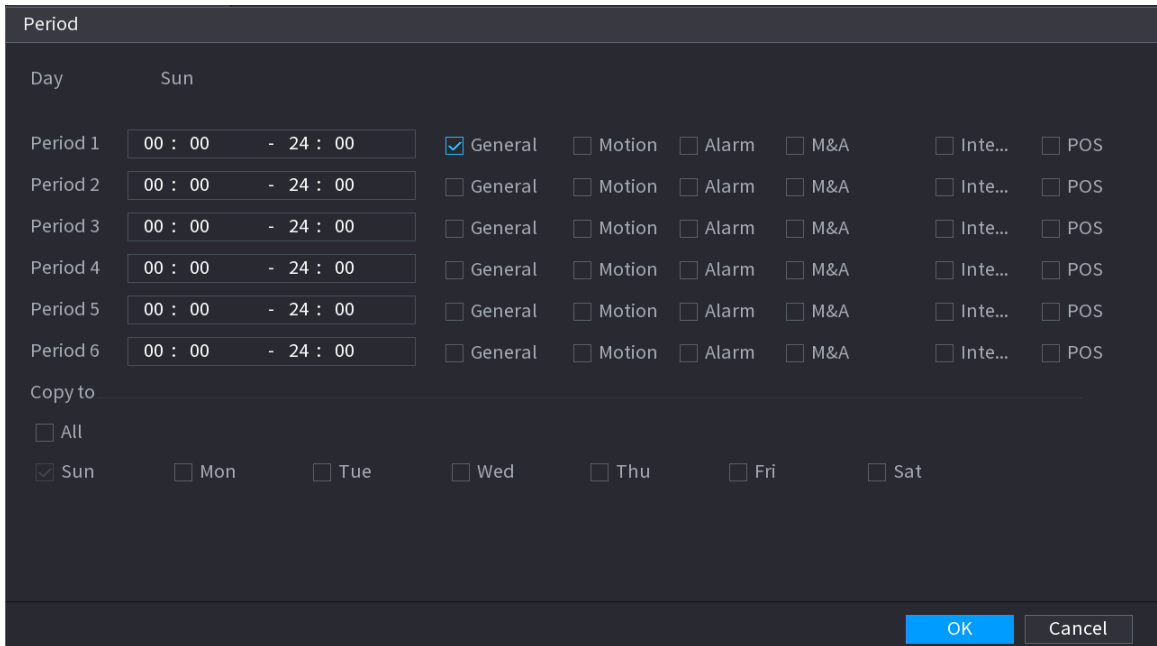 Period
Day Sun
Period 1 00 : 00 - 24 : 00 General Motion Alarm M&A Inte... POS
Period 2 00 : 00 - 24 : 00 General Motion Alarm M&A Inte... POS
Period 3 00 : 00 - 24 : 00 General Motion Alarm M&A Inte... POS
Period 4 00 : 00 - 24 : 00 General Motion Alarm M&A Inte... POS
Period 5 00 : 00 - 24 : 00 General Motion Alarm M&A Inte... POS
Period 6 00 : 00 - 24 : 00 General Motion Alarm M&A Inte... POS
Copy to
All
Sun Mon Tue Wed Thu Fri Sat
OK Cancel